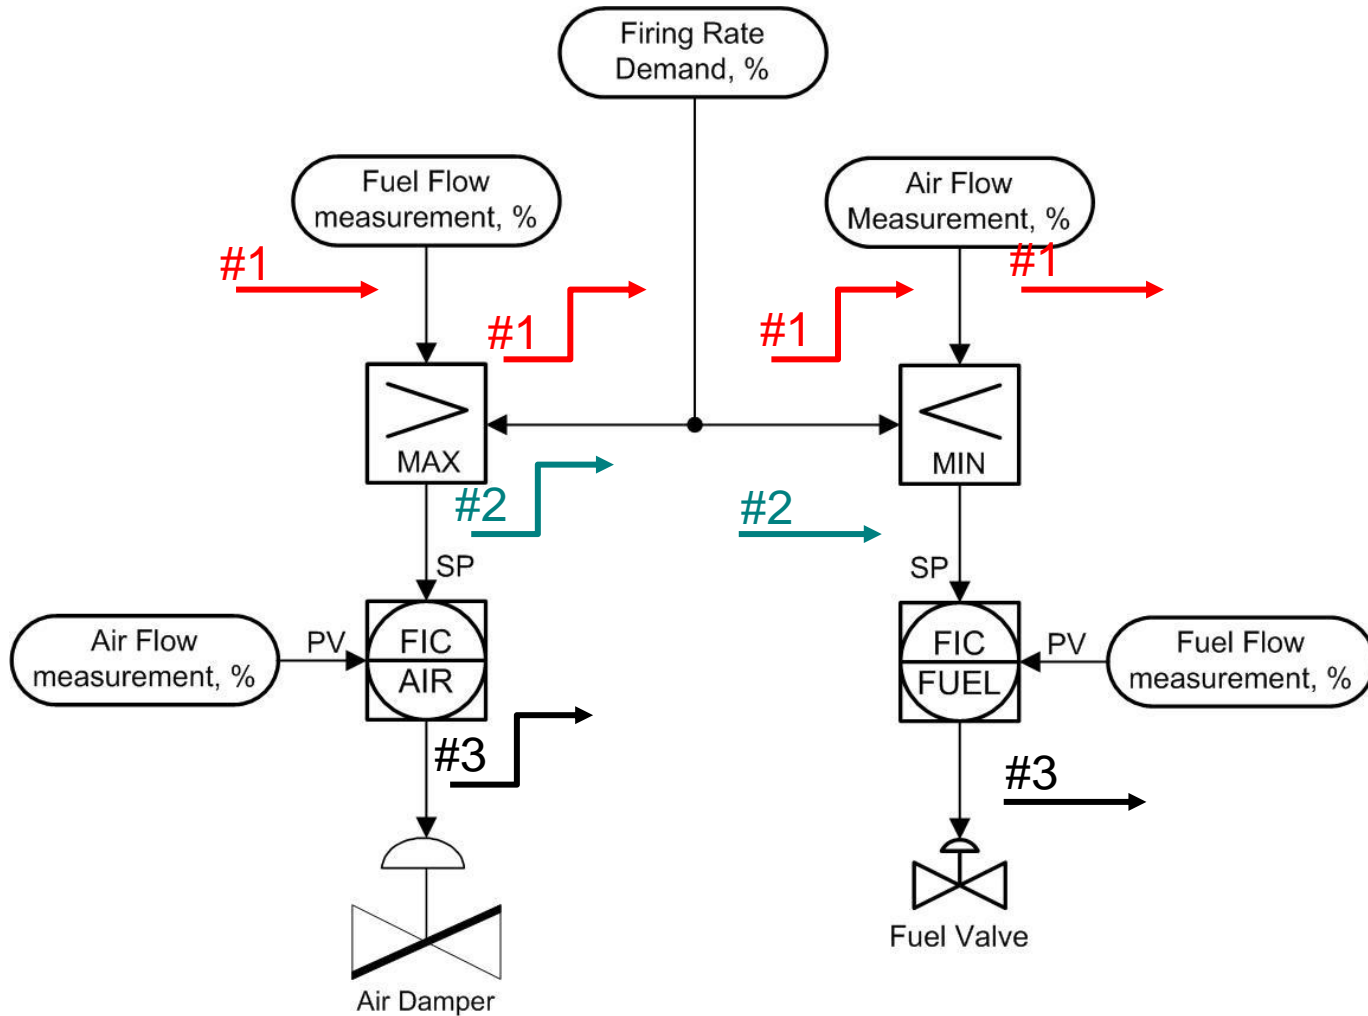 Firing Rate
Demand, %
Fuel Flow
measurement, %
Air Flow
Measurement, %
#1
#1
#1
#1
MAX
MIN
#2
#2
SP
SP
Air Flow
measurement, %
PV
FIC
AIR
FIC
FUEL
PV
Fuel Flow
measurement, %
#3
#3
Fuel Valve
Air Damper